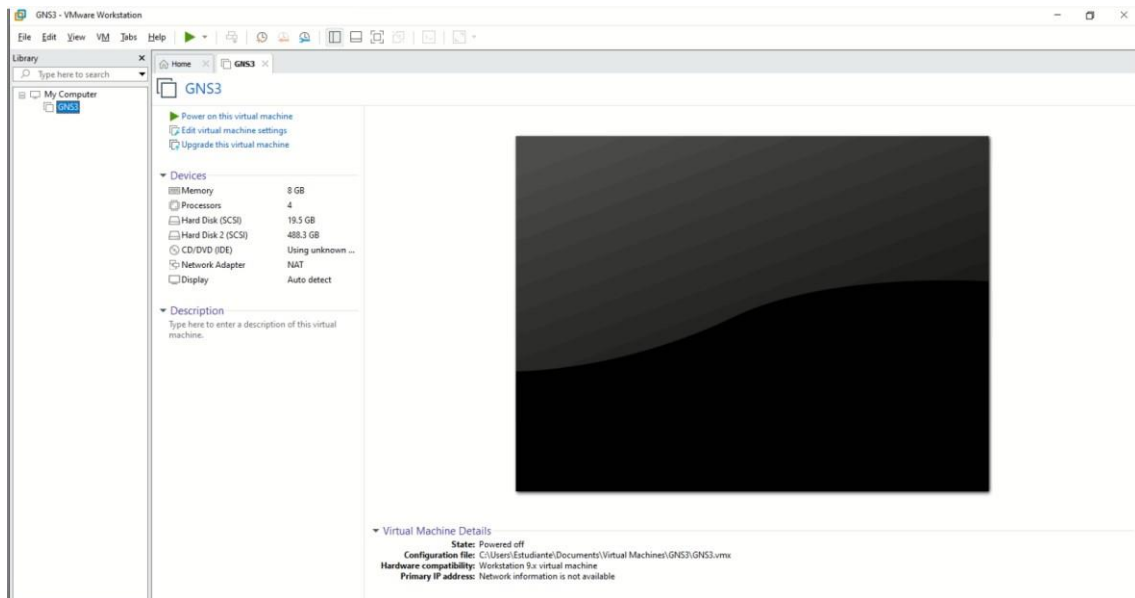 GNS3 - VMware Workstation
File Edit View VM Tabs Help
Library
Type here to search
My Computer
GNS3
Home
GNS3
GNS3
Power on this virtual machine
Edit virtual machine settings
Upgrade this virtual machine
Devices
Memory 8 GB
Processors 4
Hard Disk (SCSI) 19.5 GB
Hard Disk 2 (SCSI) 488.3 GB
CD/DVD (IDE) Using unknown ...
Network Adapter NAT
Display Auto detect
Description
Type here to enter a description of this virtual
machine.
Virtual Machine Details
State: Powered off
Configuration file: C:\Users\Estudiante\Documents\Virtual Machines\GNS3\GNS3.vmx
Hardware compatibility: Workstation 9.x virtual machine
Primary IP address: Network information is not available